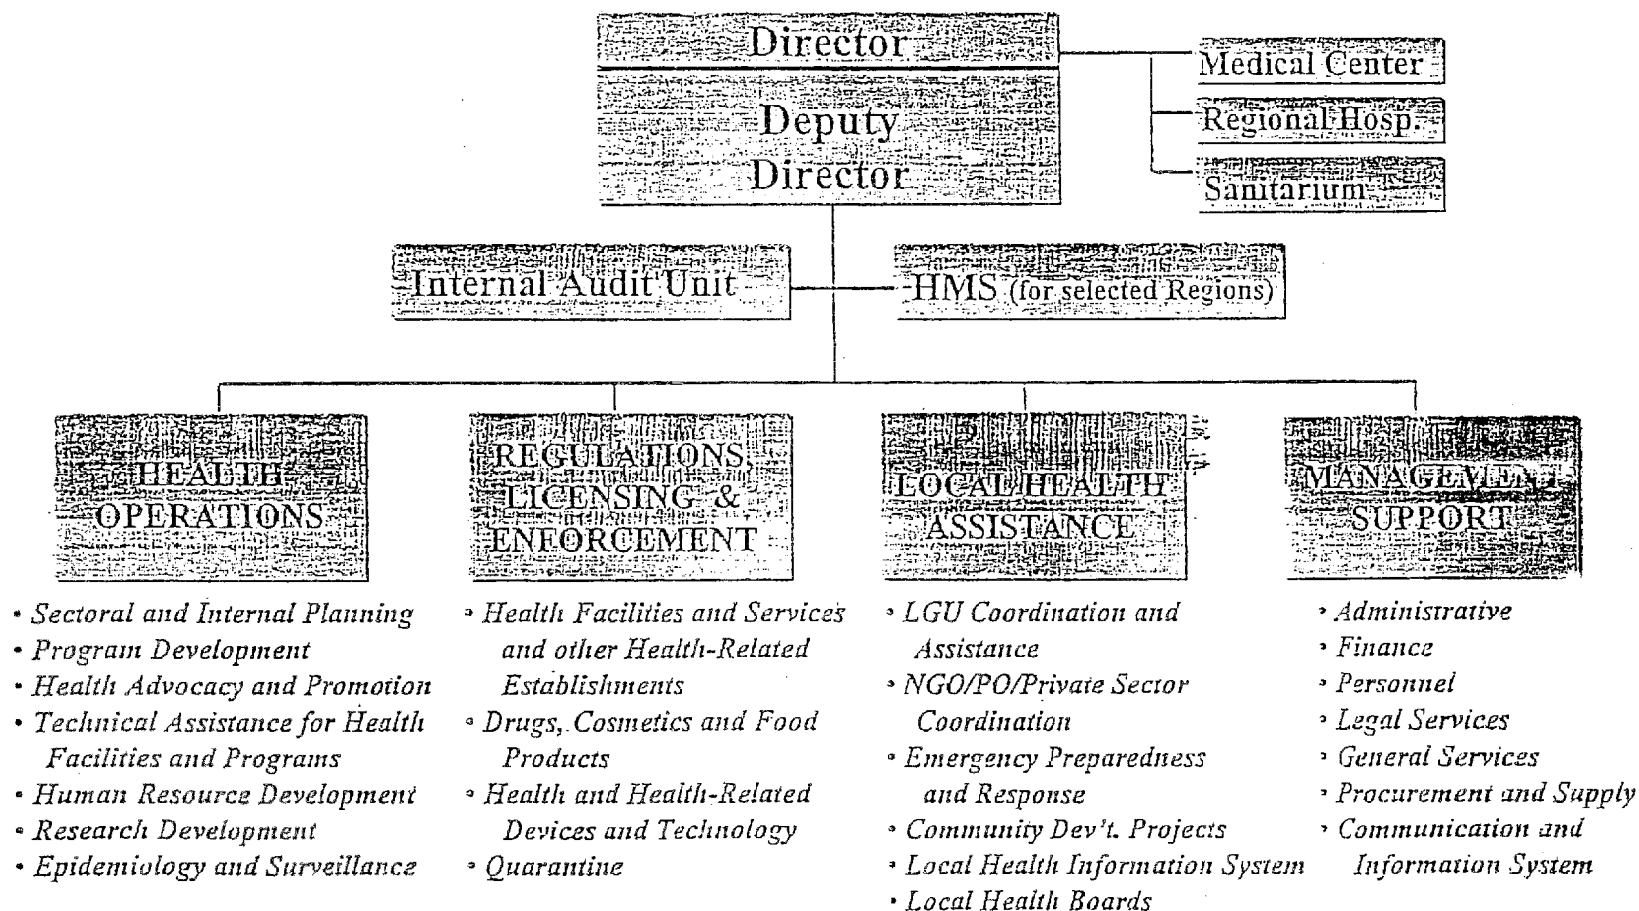 Director
Deputy
Director
Medical Center
Regional Hosp.
Sanitarium
Internal Audit Unit
HMS (for selected Regions)
HEALTH
OPERATIONS
• Sectoral and Internal Planning
• Program Development
• Health Advocacy and Promotion
• Technical Assistance for Health
Facilities and Programs
• Human Resource Development
• Research Development
• Epidemiology and Surveillance
REGULATIONS,
LICENSING &
ENFORCEMENT
• Health Facilities and Services
and other Health-Related
Establishments
• Drugs, Cosmetics and Food
Products
• Health and Health-Related
Devices and Technology
• Quarantine
LOCAL HEALTH
ASSISTANCE
• LGU Coordination and
Assistance
• NGO/PO/Private Sector
Coordination
• Emergency Preparedness
and Response
• Community Dev't. Projects
• Local Health Information System
• Local Health Boards
MANAGEMENT
SUPPORT
• Administrative
• Finance
• Personnel
• Legal Services
• General Services
• Procurement and Supply
• Communication and
Information System